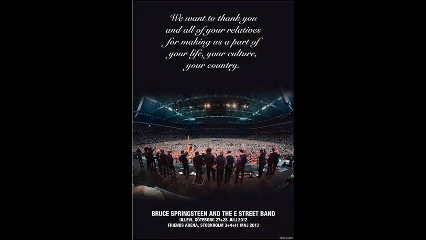 We want to thank you
and all of your relatives
for making us a part of
your life, your culture,
your country.
BRUCE SPRINGSTEEN AND THE E STREET BAND
ULLEVI, GÖTEBORG 27+28 JULI 2012
FRIENDS ARENA, STOCKHOLM 3+4+11 MAJ 2013